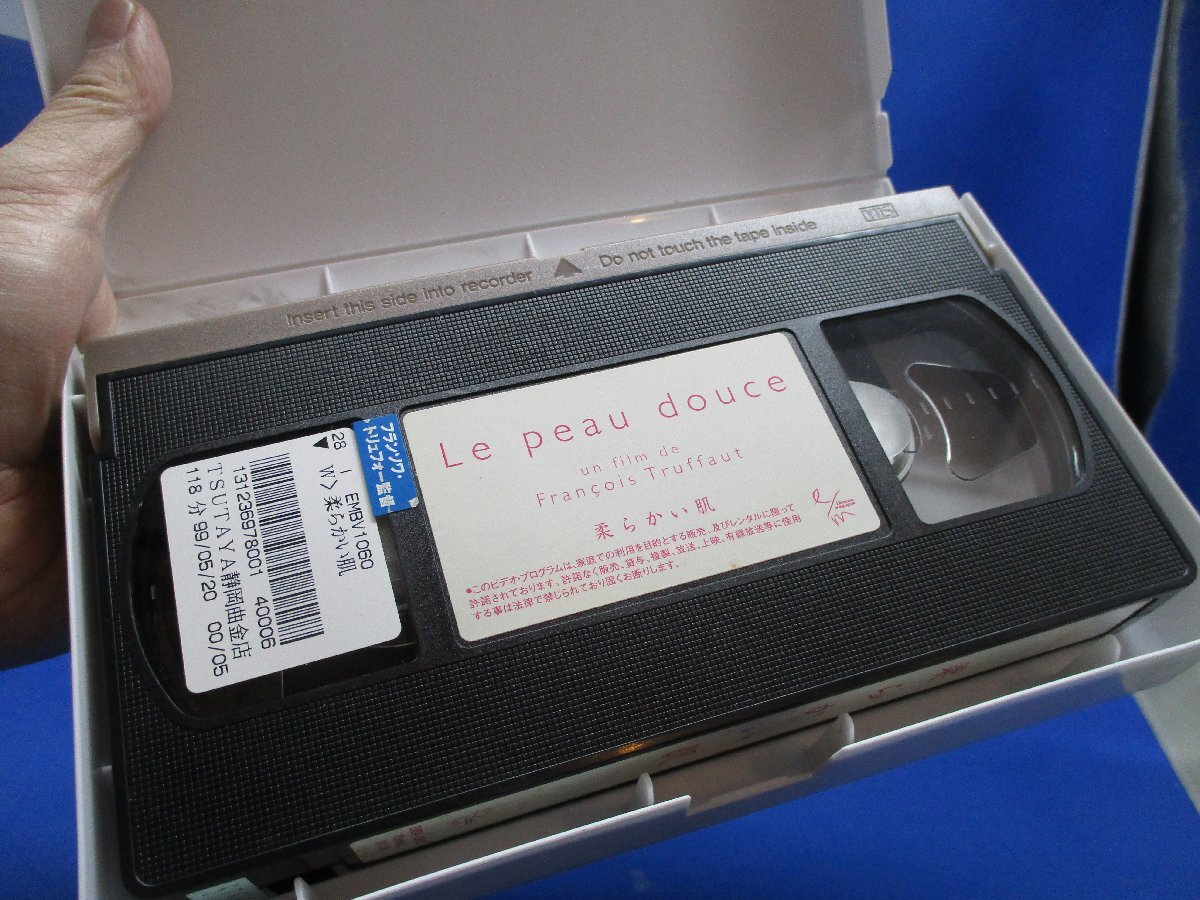 Insert this side into recorder
Do not touch the tape inside
VHS
Le peau douce
un film de
François Truffaut
柔らかい肌
●このビデオ・プログラムは、家庭での利用を目的とする販売、及びレンタルに限って
許諾されております。許諾なく販売、貸与、複製、放送、上映、有線放送等に使用
する事は法律で禁じられており固くお断りします。
フランソワ・
トリュフォー監督
EMBV1060
W＞柔らかい肌
28
131236978001 40006
TSUTAYA静岡曲金店
118分 99/05/20 00/05